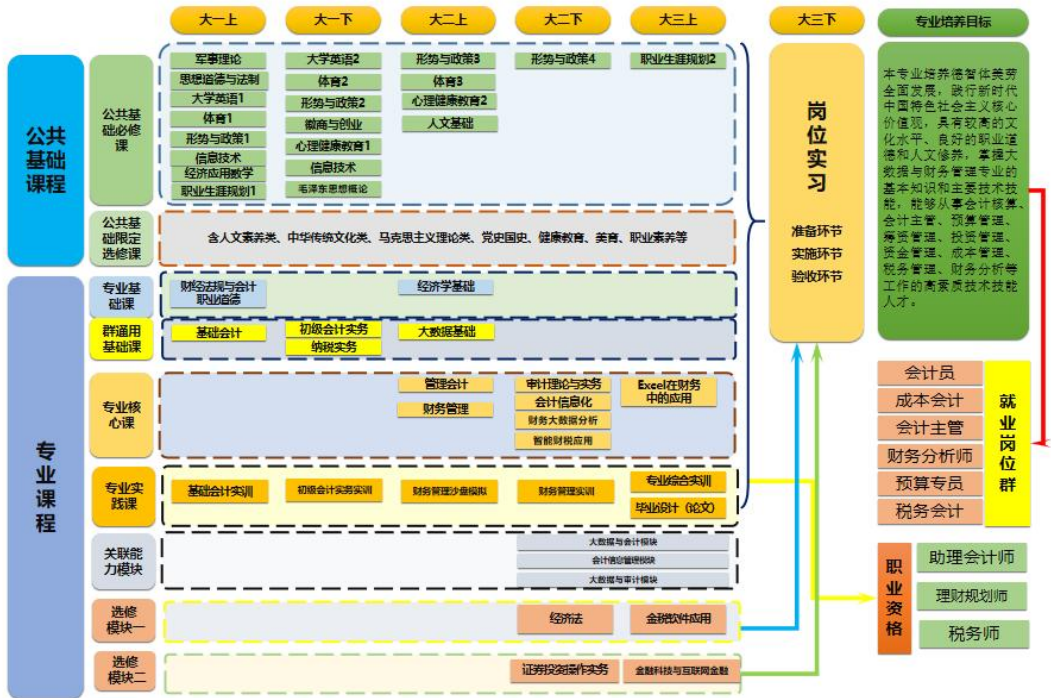 大一上
大一下
大二上
大二下
大三上
大三下
专业培养目标
公共
基础
课程
公共基
础必修
课
军事理论
思想道德与法制
大学英语1
体育1
形势与政策1
信息技术
经济应用数学
职业生涯规划1
大学英语2
体育2
形势与政策2
徽商与创业
心理健康教育1
信息技术
毛泽东思想概论
形势与政策3
体育3
心理健康教育2
人文基础
形势与政策4
职业生涯规划2
公共基
础限定
选修课
含人文素养类、中华传统文化类、马克思主义理论类、党史国史、健康教育、美育、职业素养等
专业课程
专业基
础课
财经法规与会计
职业道德
经济学基础
群通用
基础课
基础会计
初级会计实务
纳税实务
大数据基础
专业核
心课
管理会计
财务管理
审计理论与实务
会计信息化
财务大数据分析
智能财税应用
Excel在财务
中的应用
专业实
践课
基础会计实训
初级会计实务实训
财务管理沙盘模拟
财务管理实训
专业综合实训
毕业设计（论文）
关联能
力模块
大数据与会计模块
会计信息管理模块
大数据与审计模块
选修
模块一
经济法
金税软件应用
选修
模块二
证券投资操作实务
金融科技与互联网金融
岗位实习
准备环节
实施环节
验收环节
本专业培养德智体美劳
全面发展，践行新时代
中国特色社会主义核心
价值观，具有较高的文
化水平、良好的职业道
德和人文修养，掌握大
数据与财务管理专业的
基本知识和主要技术技
能，能够从事会计核算、
会计主管、预算管理、
筹资管理、投资管理、
资金管理、成本管理、
税务管理、财务分析等
工作的高素质技术技能
人才。
会计员
成本会计
会计主管
财务分析师
预算专员
税务会计
就业岗位群
职业资格
助理会计师
理财规划师
税务师